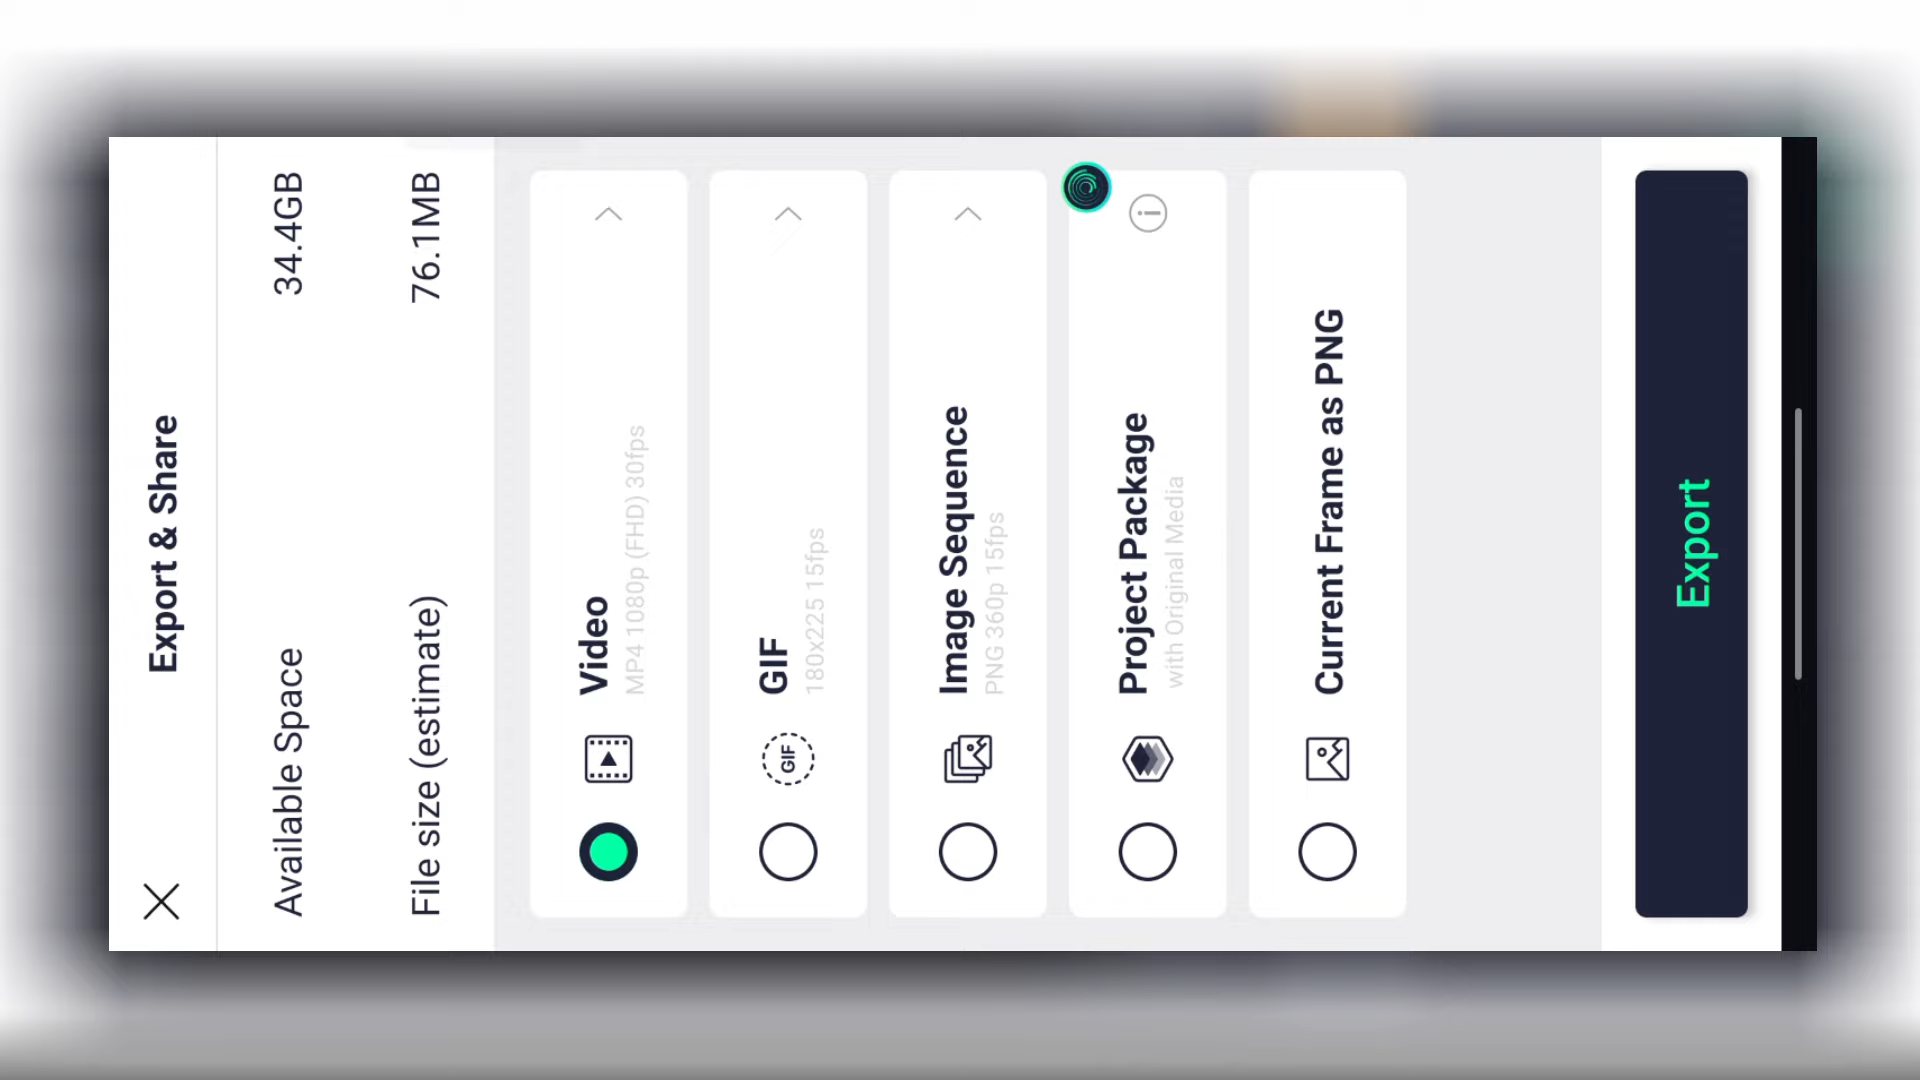 Export & Share
Available Space 34.4GB
File size (estimate) 76.1MB
Video
MP4 1080p (FHD) 30fps
GIF
GIF
180x225 15fps
Image Sequence
PNG 360p 15fps
Project Package
with Original Media
Current Frame as PNG
Export